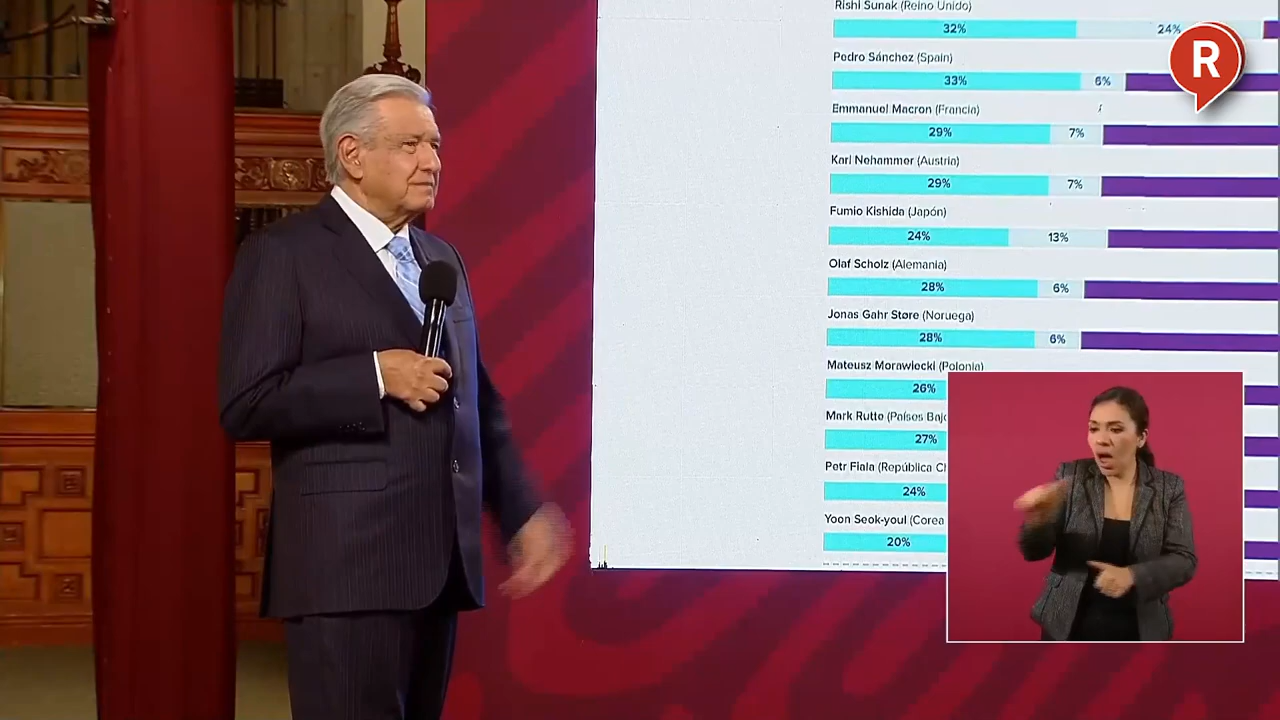 Rishi Sunak (Reino Unido)
32% 24%
R
Pedro Sánchez (Spain)
33% 6%
Emmanuel Macron (Francia)
29% 7%
Karl Nehammer (Austria)
29% 7%
Fumio Kishida (Japón)
24% 13%
Olaf Scholz (Alemania)
28% 6%
Jonas Gahr Støre (Noruega)
28% 6%
Mateusz Morawiecki (Polonia)
26%
Mark Rutte (Países Bajo
27%
Petr Fiala (República Ch
24%
Yoon Seok-youl (Corea
20%